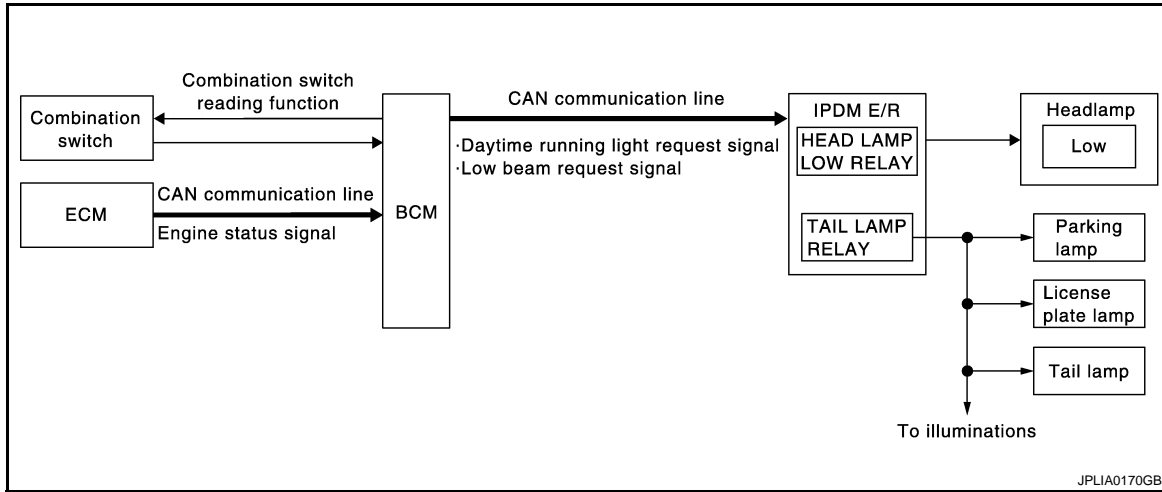 Combination
switch
Combination switch
reading function
ECM
CAN communication line
Engine status signal
BCM
CAN communication line
·Daytime running light request signal
·Low beam request signal
IPDM E/R
HEAD LAMP
LOW RELAY
TAIL LAMP
RELAY
Headlamp
Low
Parking
lamp
License
plate lamp
Tail lamp
To illuminations
JPLIA0170GB